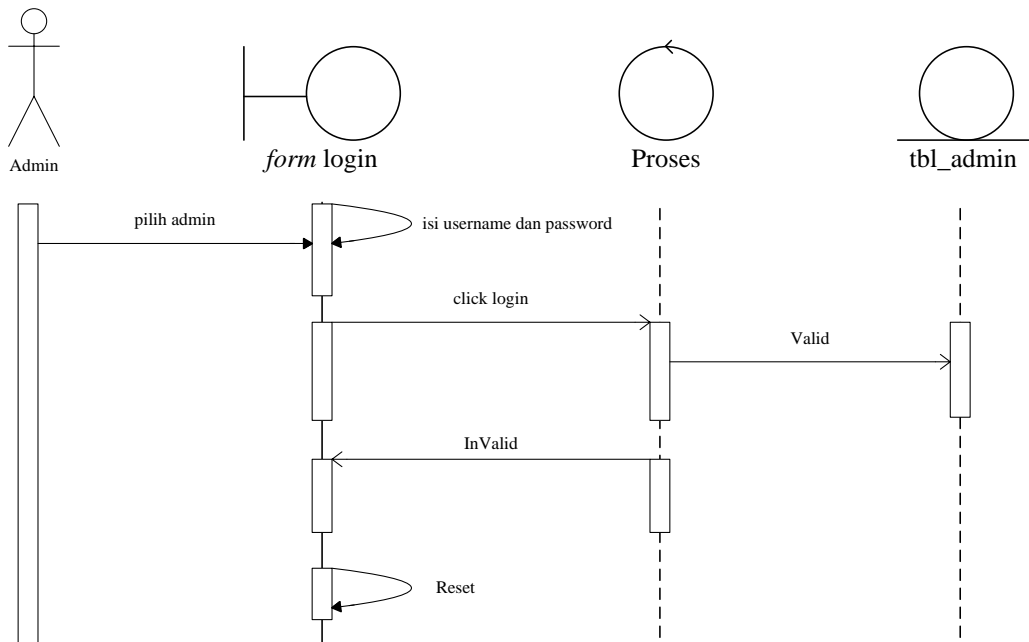 Admin
form login
Proses
tbl_admin
pilih admin
isi username dan password
click login
Valid
InValid
Reset